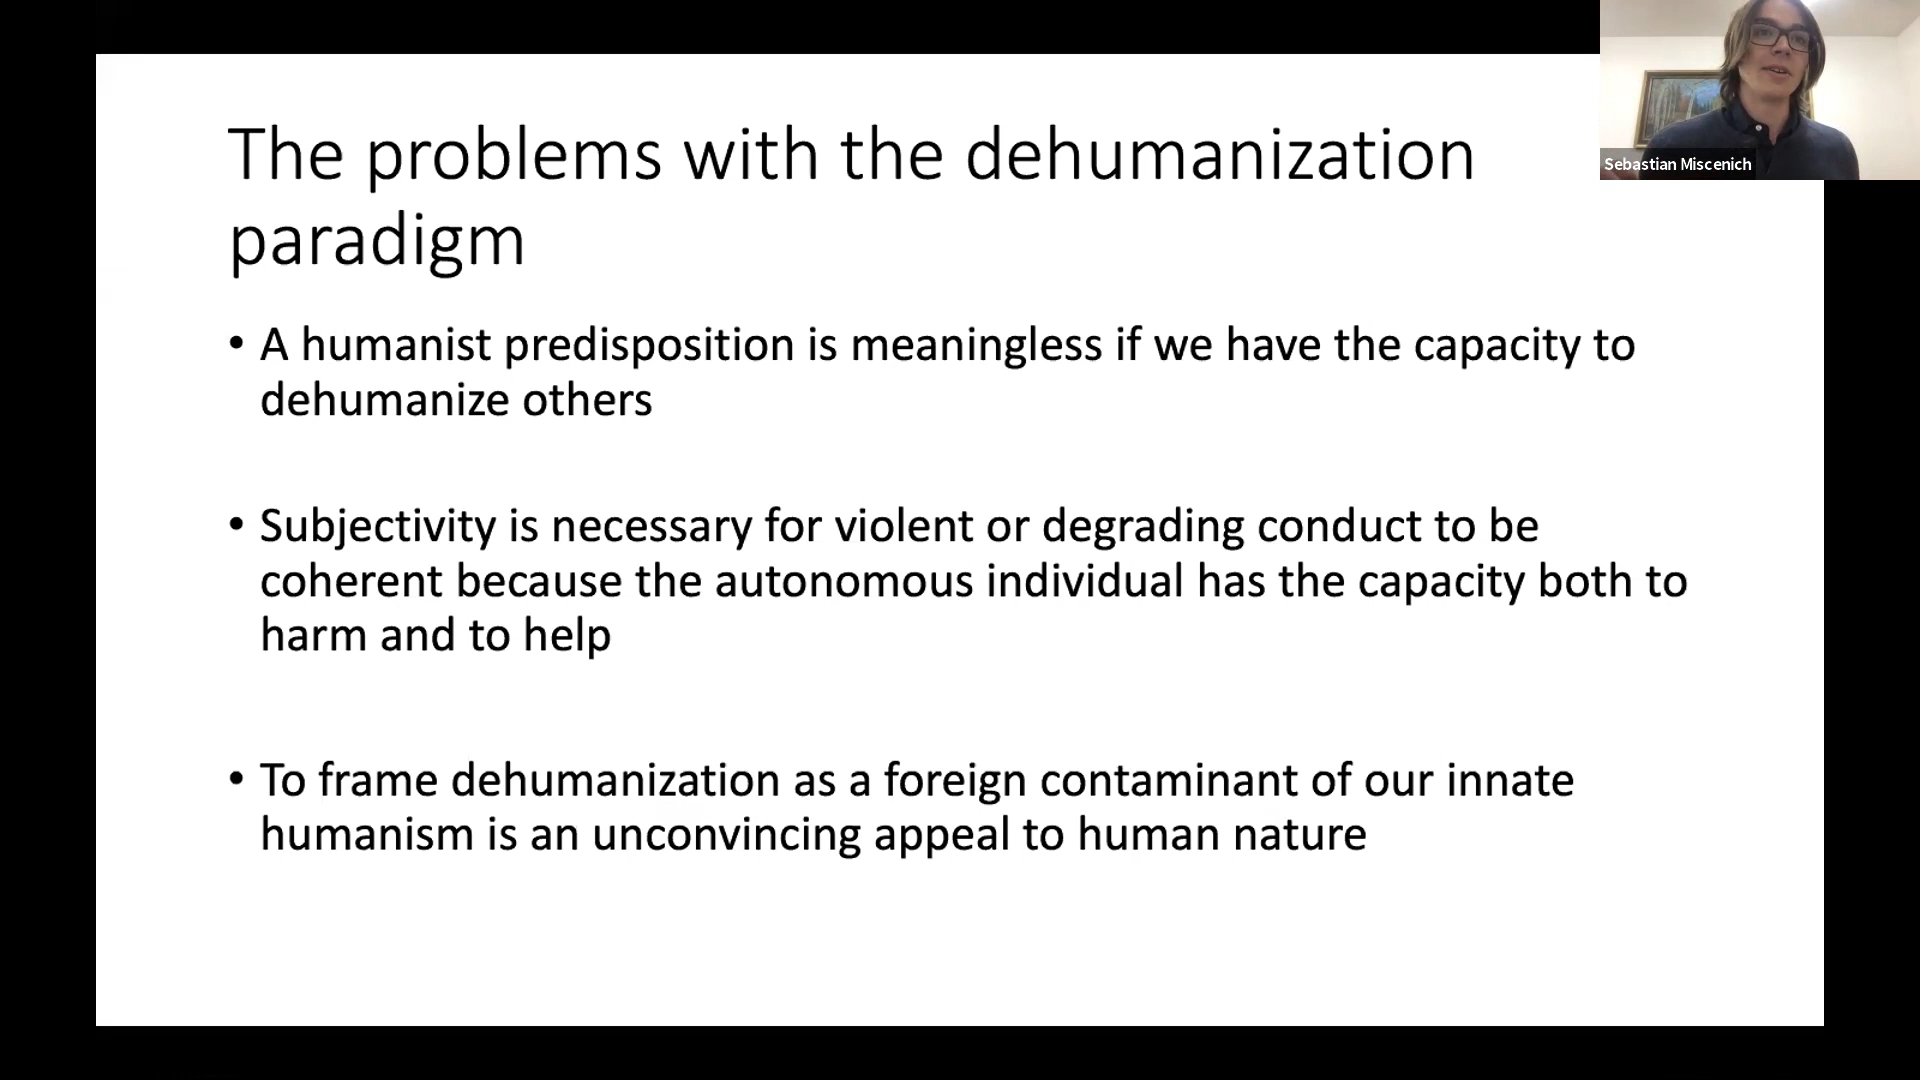 The problems with the dehumanization
paradigm
• A humanist predisposition is meaningless if we have the capacity to
dehumanize others
• Subjectivity is necessary for violent or degrading conduct to be
coherent because the autonomous individual has the capacity both to
harm and to help
• To frame dehumanization as a foreign contaminant of our innate
humanism is an unconvincing appeal to human nature
Sebastian Miscenich